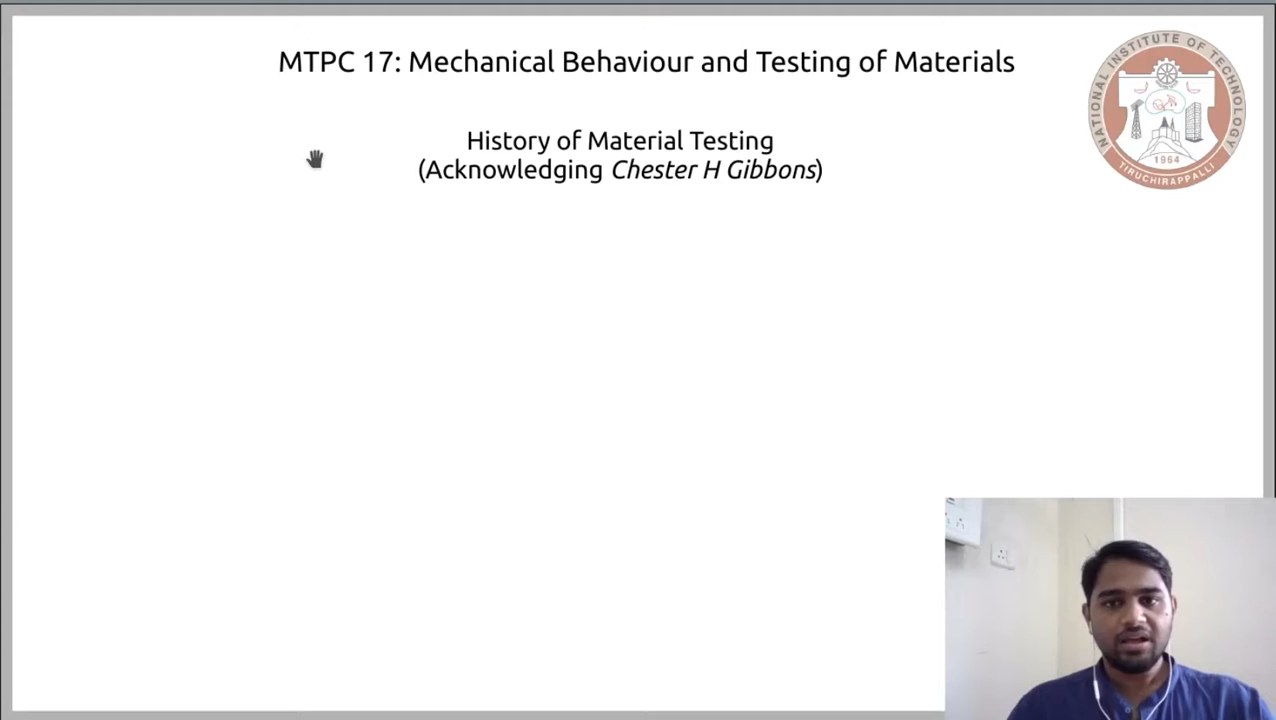 MTPC 17: Mechanical Behaviour and Testing of Materials
History of Material Testing
(Acknowledging Chester H Gibbons)
NATIONAL INSTITUTE OF TECHNOLOGY
1964
TIRUCHIRAPPALLI